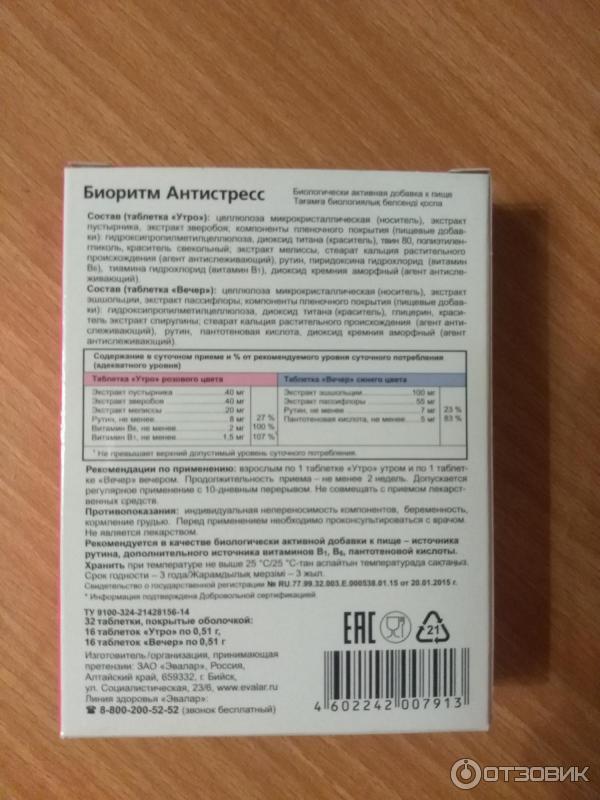 Биоритм Антистресс
Биологически активная добавка к пище
Тағамға биологиялық белсенді қоспа
Состав (таблетка «Утро»): целлюлоза микрокристаллическая (носитель), экстракт
пустырника, экстракт зверобоя; компоненты пленочного покрытия (пищевые добав-
ки): гидроксипропилметилцеллюлоза, диоксид титана (краситель), твин 80, полиэтилен-
гликоль, краситель свекольный; экстракт мелиссы, стеарат кальция растительного
происхождения (агент антислеживающий), рутин, пиридоксина гидрохлорид (витамин
В₆), тиамина гидрохлорид (витамин В₁), диоксид кремния аморфный (агент антисле-
живающий).
Состав (таблетка «Вечер»): целлюлоза микрокристаллическая (носитель), экстракт
эшшольции, экстракт пассифлоры; компоненты пленочного покрытия (пищевые добав-
ки): гидроксипропилметилцеллюлоза, диоксид титана (краситель), глицерин, краси-
тель экстракт спирулины; стеарат кальция растительного происхождения (агент анти-
слеживающий), рутин, пантотеновая кислота, диоксид кремния аморфный (агент
антислеживающий).
Содержание в суточном приеме и % от рекомендуемого уровня суточного потребления
(адекватного уровня)
Таблетка «Утро» розового цвета
Экстракт пустырника 40 мг
Экстракт зверобоя 40 мг
Экстракт мелиссы 20 мг
Рутин, не менее 8 мг 27 %
Витамин В₆, не менее 2 мг 100 %
Витамин В₁, не менее 1,5 мг 107 %¹
Таблетка «Вечер» синего цвета
Экстракт эшшольции 100 мг
Экстракт пассифлоры 55 мг
Рутин, не менее 7 мг 23 %
Пантотеновая кислота, не менее 5 мг 83 %
¹ Не превышает верхний допустимый уровень суточного потребления.
Рекомендации по применению: взрослым по 1 таблетке «Утро» утром и по 1 таблет-
ке «Вечер» вечером. Продолжительность приема – не менее 2 недель. Допускается
регулярное применение с 10-дневным перерывом. Не совмещать с приемом лекарст-
венных средств.
Противопоказания: индивидуальная непереносимость компонентов, беременность,
кормление грудью. Перед применением необходимо проконсультироваться с врачом.
Не является лекарством.
Рекомендуется в качестве биологически активной добавки к пище – источника
рутина, дополнительного источника витаминов В₁, В₆, пантотеновой кислоты.
Хранить при температуре не выше 25 °С/25 °С-тан аспайтын температурада сақтаңыз.
Срок годности – 3 года/Жарамдылық мерзімі – 3 жыл.
Свидетельство о государственной регистрации № RU.77.99.32.003.Е.000538.01.15 от 20.01.2015 г.
* Информация подтверждена Добровольной сертификацией.
ТУ 9100-324-21428156-14
32 таблетки, покрытые оболочкой:
16 таблеток «Утро» по 0,51 г,
16 таблеток «Вечер» по 0,51 г
Изготовитель/организация, принимающая
претензии: ЗАО «Эвалар», Россия,
Алтайский край, 659332, г. Бийск,
ул. Социалистическая, 23/6, www.evalar.ru
Линия здоровья «Эвалар»:
☎ 8-800-200-52-52 (звонок бесплатный)
EAC
21
4 602242 007913
ОТЗОВИК